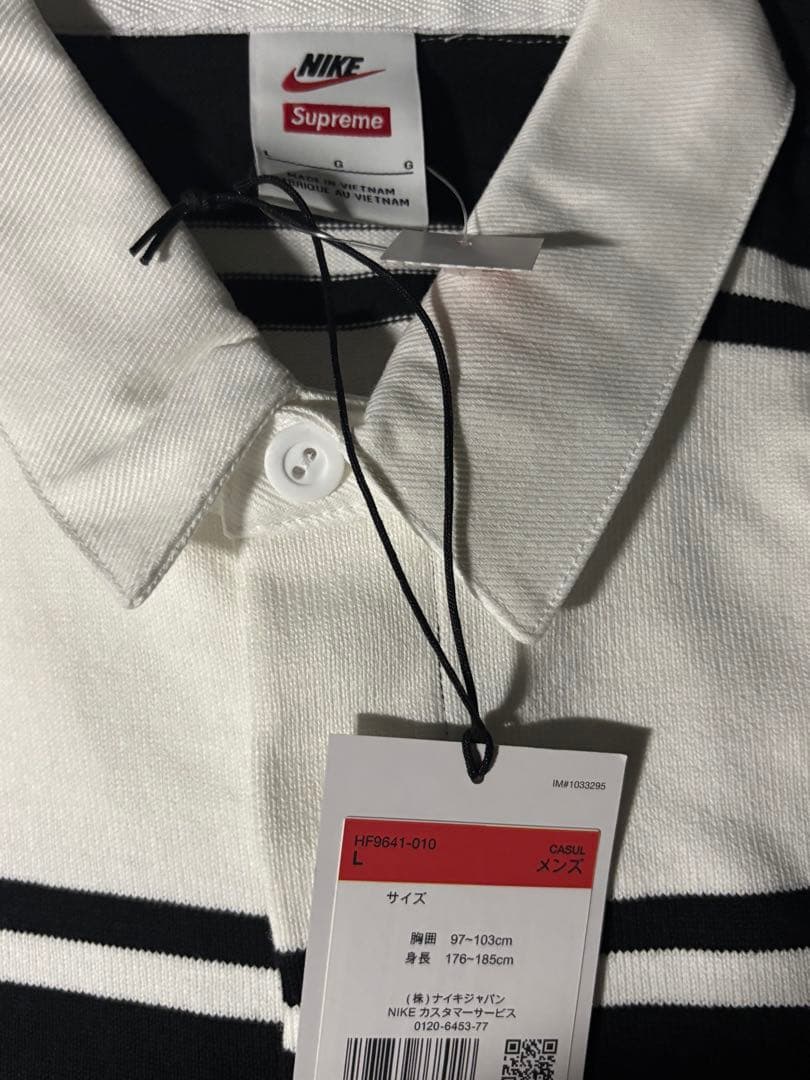 NIKE
Supreme
L G G
MADE IN VIETNAM
FABRIQUE AU VIETNAM
IM#1033295
HF9641-010
CASUL
L
メンズ
サイズ
胸囲 97~103cm
身長 176~185cm
(株)ナイキジャパン
NIKE カスタマーサービス
0120-6453-77